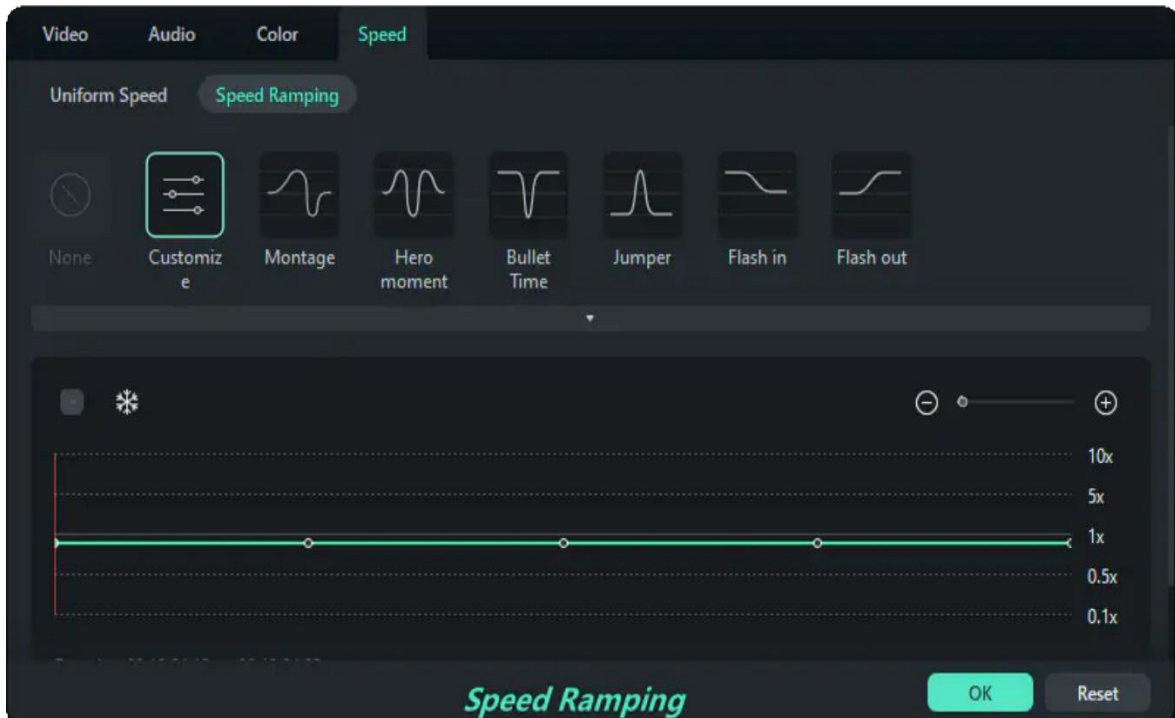 Video Audio Color Speed
Uniform Speed Speed Ramping
None Customiz Montage Hero Bullet Jumper Flash in Flash out
e moment Time
10x
5x
1x
0.5x
0.1x
Speed Ramping OK Reset